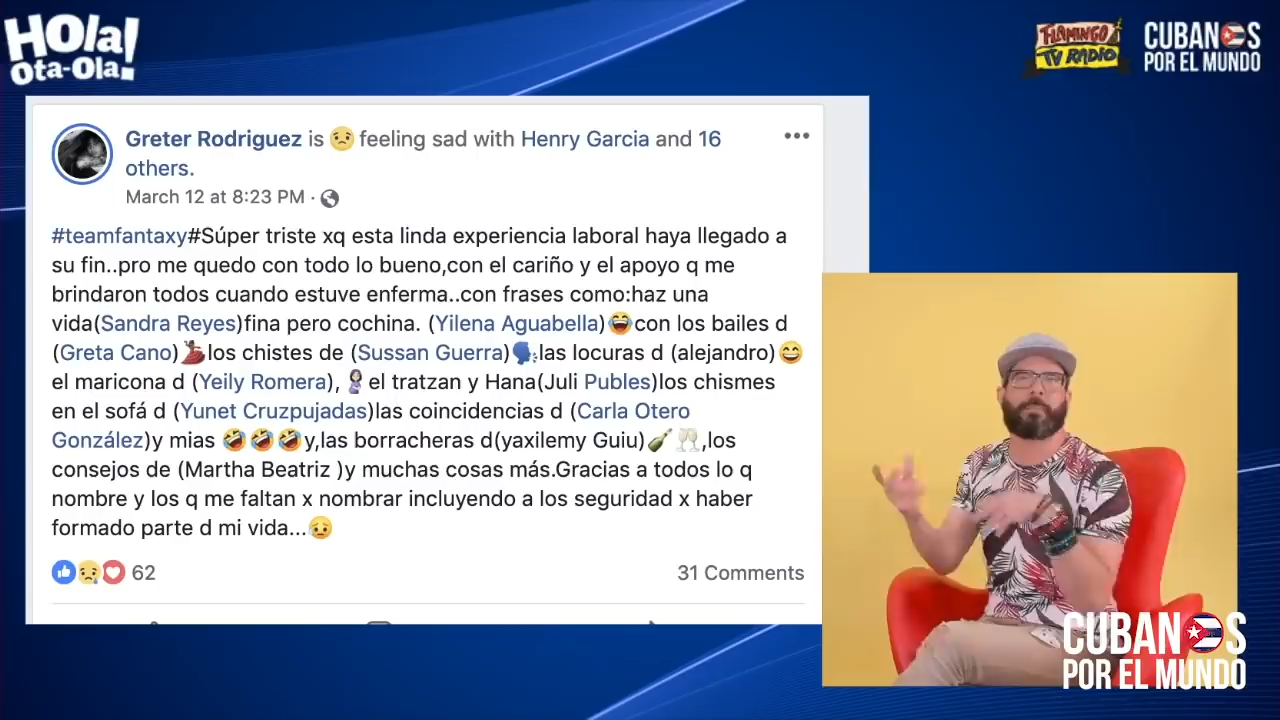 HOla!
Ota-Ola!
FLAMINGO
TV RADIO
CUBANOS
POR EL MUNDO
Greter Rodriguez is 😟 feeling sad with Henry Garcia and 16
others.
March 12 at 8:23 PM ·
#teamfantaxy#Súper triste xq esta linda experiencia laboral haya llegado a
su fin..pro me quedo con todo lo bueno,con el cariño y el apoyo q me
brindaron todos cuando estuve enferma..con frases como:haz una
vida(Sandra Reyes)fina pero cochina. (Yilena Aguabella)😂con los bailes d
(Greta Cano)💃los chistes de (Sussan Guerra)🗣️las locuras d (alejandro)😄
el maricona d (Yeily Romera),🤰el tratzan y Hana(Juli Publes)los chismes
en el sofá d (Yunet Cruzpujadas)las coincidencias d (Carla Otero
González)y mias 🤣🤣🤣y,las borracheras d(yaxilemy Guiu)🍾🥂,los
consejos de (Martha Beatriz )y muchas cosas más.Gracias a todos lo q
nombre y los q me faltan x nombrar incluyendo a los seguridad x haber
formado parte d mi vida...😥
62
31 Comments
CUBANOS
POR EL MUNDO